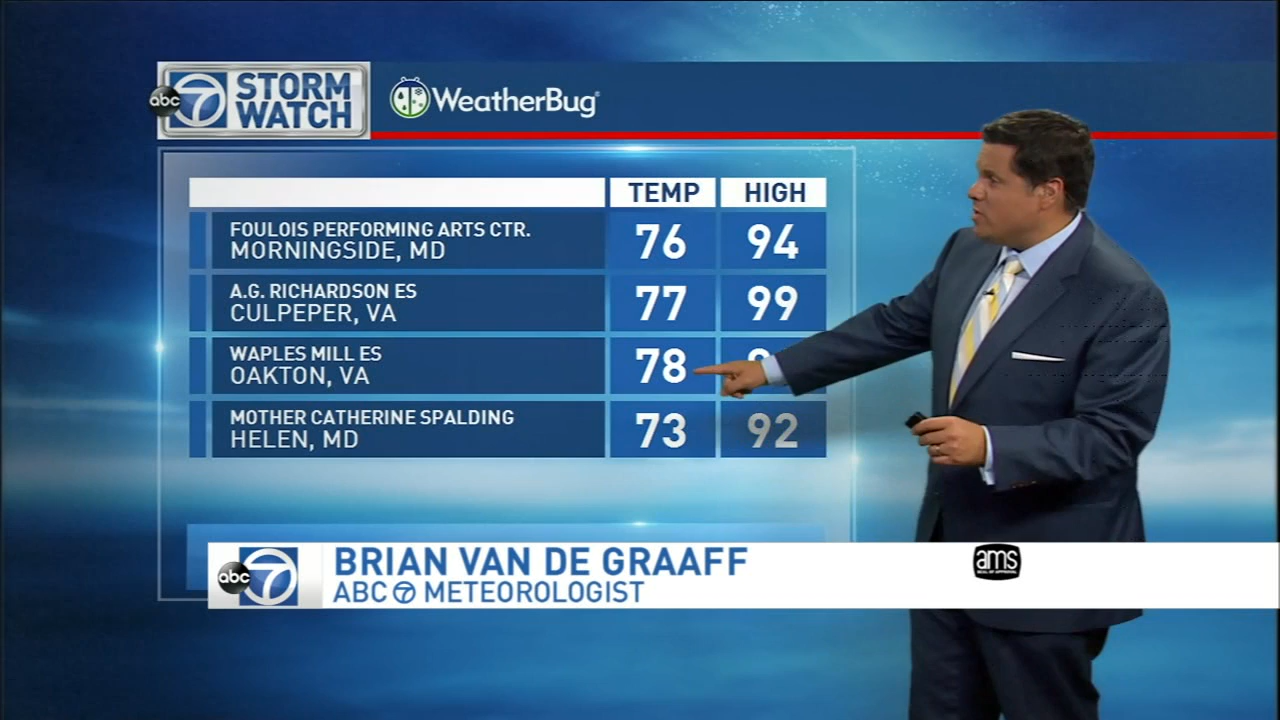 abc 7 STORM
WATCH
WeatherBug
TEMP HIGH
FOULOIS PERFORMING ARTS CTR.
MORNINGSIDE, MD
76 94
A.G. RICHARDSON ES
CULPEPER, VA
77 99
WAPLES MILL ES
OAKTON, VA
78
MOTHER CATHERINE SPALDING
HELEN, MD
73 92
abc 7
BRIAN VAN DE GRAAFF
ABC 7 METEOROLOGIST
ams